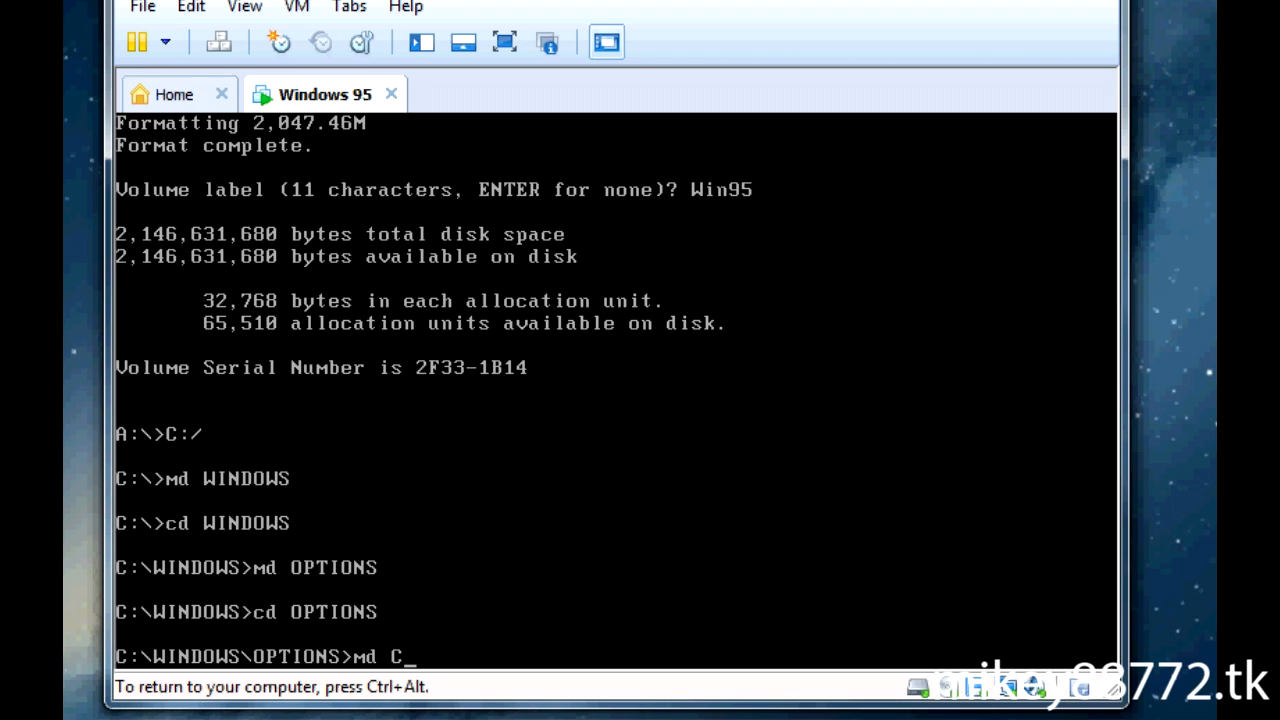 File Edit View VM Tabs Help
Home Windows 95
Formatting 2,047.46M
Format complete.
Volume label (11 characters, ENTER for none)? Win95
2,146,631,680 bytes total disk space
2,146,631,680 bytes available on disk
32,768 bytes in each allocation unit.
65,510 allocation units available on disk.
Volume Serial Number is 2F33-1B14
A:\>C:/
C:\>md WINDOWS
C:\>cd WINDOWS
C:\WINDOWS>md OPTIONS
C:\WINDOWS>cd OPTIONS
C:\WINDOWS\OPTIONS>md C_
To return to your computer, press Ctrl+Alt.